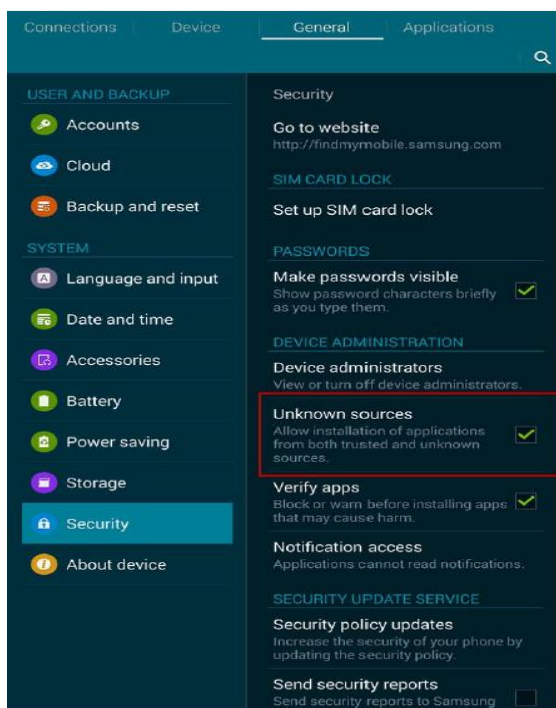 Connections Device General Applications
USER AND BACKUP
Accounts
Cloud
Backup and reset
SYSTEM
Language and input
Date and time
Accessories
Battery
Power saving
Storage
Security
About device
Security
Go to website
http://findmymobile.samsung.com
SIM CARD LOCK
Set up SIM card lock
PASSWORDS
Make passwords visible
Show password characters briefly
as you type them.
DEVICE ADMINISTRATION
Device administrators
View or turn off device administrators.
Unknown sources
Allow installation of applications
from both trusted and unknown
sources.
Verify apps
Block or warn before installing apps
that may cause harm.
Notification access
Applications cannot read notifications.
SECURITY UPDATE SERVICE
Security policy updates
Increase the security of your phone by
updating the security policy.
Send security reports
Send security reports to Samsung